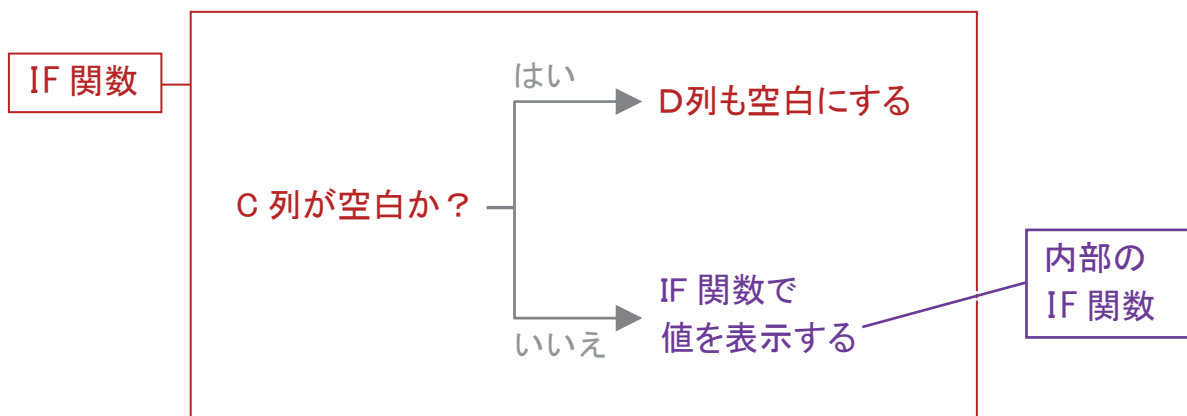 IF 関数
はい
D列も空白にする
C 列が空白か？
いいえ
IF 関数で
値を表示する
内部の
IF 関数